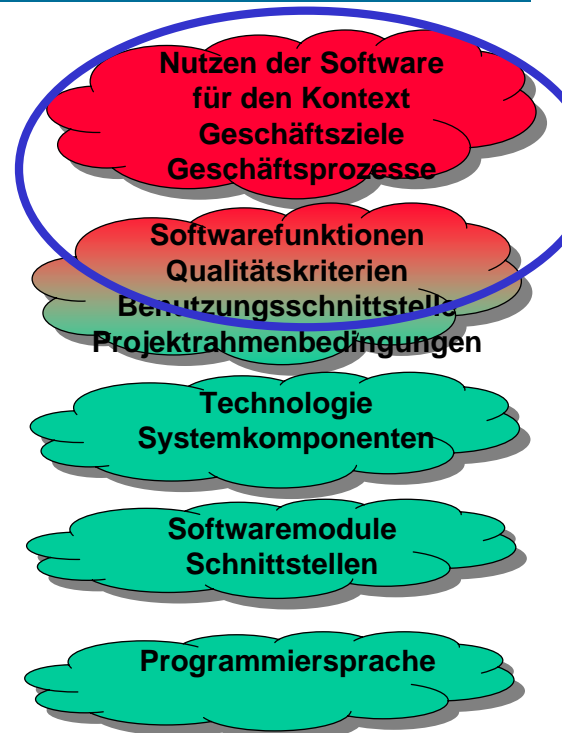 Nutzen der Software
für den Kontext
Geschäftsziele
Geschäftsprozesse
Softwarefunktionen
Qualitätskriterien
Benutzungsschnittstelle
Projektrahmenbedingungen
Technologie
Systemkomponenten
Softwaremodule
Schnittstellen
Programmiersprache